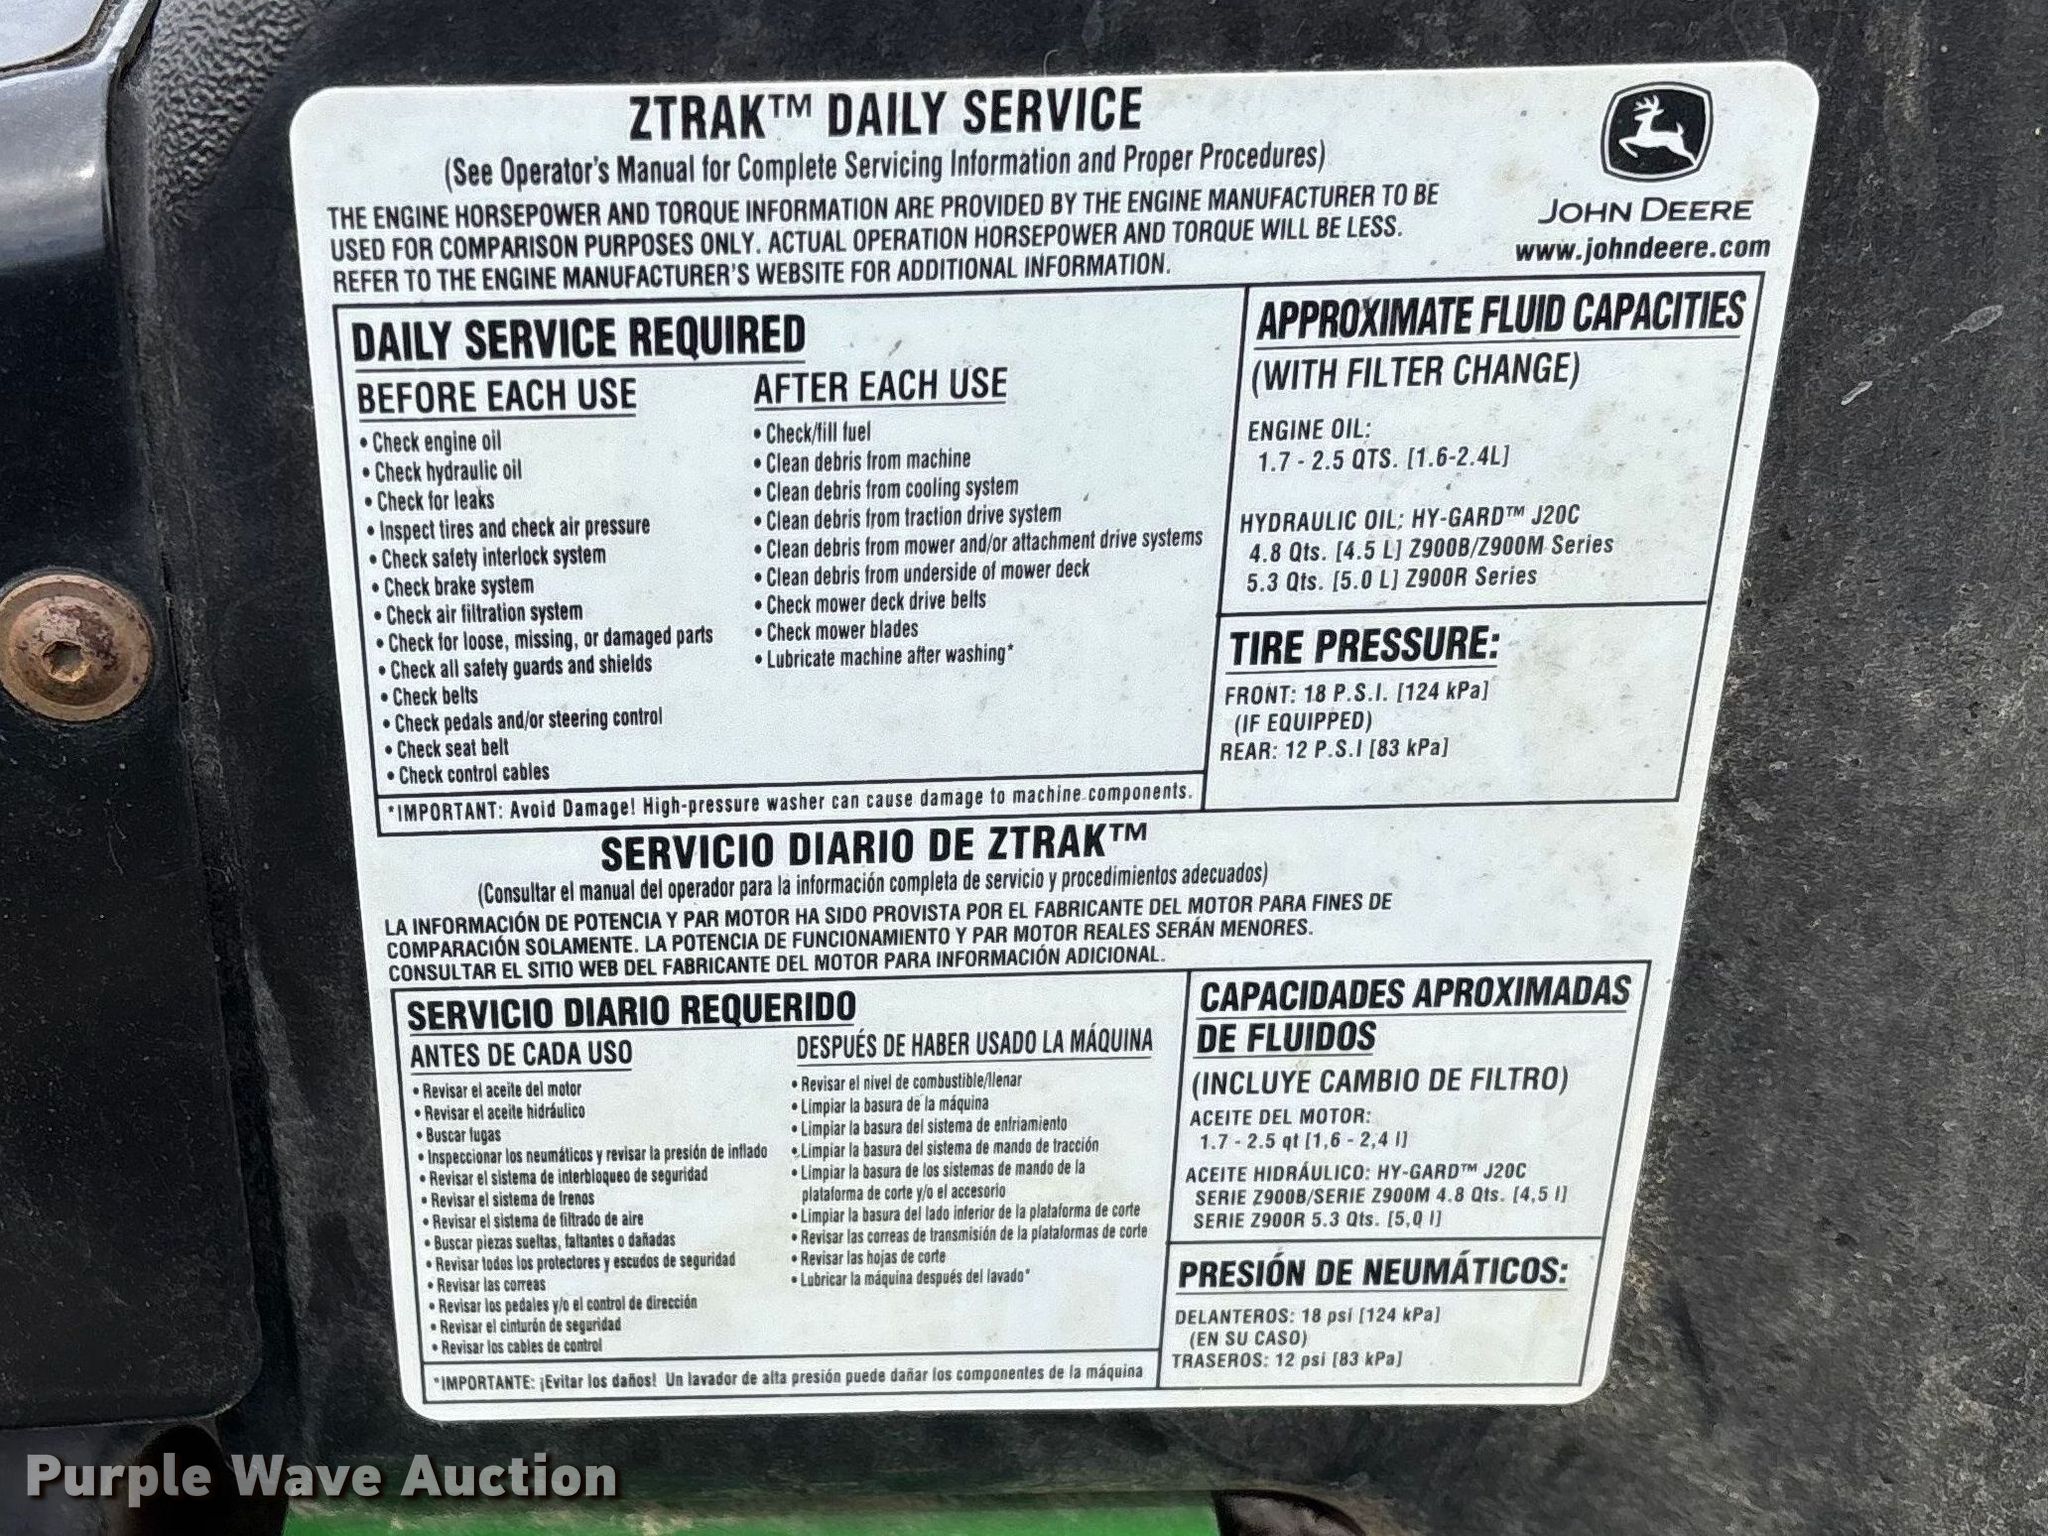 ZTRAK™ DAILY SERVICE
(See Operator's Manual for Complete Servicing Information and Proper Procedures)
THE ENGINE HORSEPOWER AND TORQUE INFORMATION ARE PROVIDED BY THE ENGINE MANUFACTURER TO BE
USED FOR COMPARISON PURPOSES ONLY. ACTUAL OPERATION HORSEPOWER AND TORQUE WILL BE LESS.
REFER TO THE ENGINE MANUFACTURER'S WEBSITE FOR ADDITIONAL INFORMATION.
JOHN DEERE
www.johndeere.com
DAILY SERVICE REQUIRED
BEFORE EACH USE
• Check engine oil
• Check hydraulic oil
• Check for leaks
• Inspect tires and check air pressure
• Check safety interlock system
• Check brake system
• Check air filtration system
• Check for loose, missing, or damaged parts
• Check all safety guards and shields
• Check belts
• Check pedals and/or steering control
• Check seat belt
• Check control cables
AFTER EACH USE
• Check/fill fuel
• Clean debris from machine
• Clean debris from cooling system
• Clean debris from traction drive system
• Clean debris from mower and/or attachment drive systems
• Clean debris from underside of mower deck
• Check mower deck drive belts
• Check mower blades
• Lubricate machine after washing*
*IMPORTANT: Avoid Damage! High-pressure washer can cause damage to machine components.
APPROXIMATE FLUID CAPACITIES
(WITH FILTER CHANGE)
ENGINE OIL:
1.7 - 2.5 QTS. [1.6-2.4L]
HYDRAULIC OIL; HY-GARD™ J20C
4.8 Qts. [4.5 L] Z900B/Z900M Series
5.3 Qts. [5.0 L] Z900R Series
TIRE PRESSURE:
FRONT: 18 P.S.I. [124 kPa]
(IF EQUIPPED)
REAR: 12 P.S.I [83 kPa]
SERVICIO DIARIO DE ZTRAK™
(Consultar el manual del operador para la información completa de servicio y procedimientos adecuados)
LA INFORMACIÓN DE POTENCIA Y PAR MOTOR HA SIDO PROVISTA POR EL FABRICANTE DEL MOTOR PARA FINES DE
COMPARACIÓN SOLAMENTE. LA POTENCIA DE FUNCIONAMIENTO Y PAR MOTOR REALES SERÁN MENORES.
CONSULTAR EL SITIO WEB DEL FABRICANTE DEL MOTOR PARA INFORMACIÓN ADICIONAL.
SERVICIO DIARIO REQUERIDO
ANTES DE CADA USO
• Revisar el aceite del motor
• Revisar el aceite hidráulico
• Buscar fugas
• Inspeccionar los neumáticos y revisar la presión de inflado
• Revisar el sistema de interbloqueo de seguridad
• Revisar el sistema de frenos
• Revisar el sistema de filtrado de aire
• Buscar piezas sueltas, faltantes o dañadas
• Revisar todos los protectores y escudos de seguridad
• Revisar las correas
• Revisar los pedales y/o el control de dirección
• Revisar el cinturón de seguridad
• Revisar los cables de control
DESPUÉS DE HABER USADO LA MÁQUINA
• Revisar el nivel de combustible/llenar
• Limpiar la basura de la máquina
• Limpiar la basura del sistema de enfriamiento
• Limpiar la basura del sistema de mando de tracción
• Limpiar la basura de los sistemas de mando de la
plataforma de corte y/o el accesorio
• Limpiar la basura del lado inferior de la plataforma de corte
• Revisar las correas de transmisión de la plataformas de corte
• Revisar las hojas de corte
• Lubricar la máquina después del lavado*
*IMPORTANTE: ¡Evitar los daños! Un lavador de alta presión puede dañar los componentes de la máquina
CAPACIDADES APROXIMADAS
DE FLUIDOS
(INCLUYE CAMBIO DE FILTRO)
ACEITE DEL MOTOR:
1.7 - 2.5 qt [1,6 - 2,4 l]
ACEITE HIDRÁULICO: HY-GARD™ J20C
SERIE Z900B/SERIE Z900M 4.8 Qts. [4,5 l]
SERIE Z900R 5.3 Qts. [5,0 l]
PRESIÓN DE NEUMÁTICOS:
DELANTEROS: 18 psi [124 kPa]
(EN SU CASO)
TRASEROS: 12 psi [83 kPa]
Purple Wave Auction